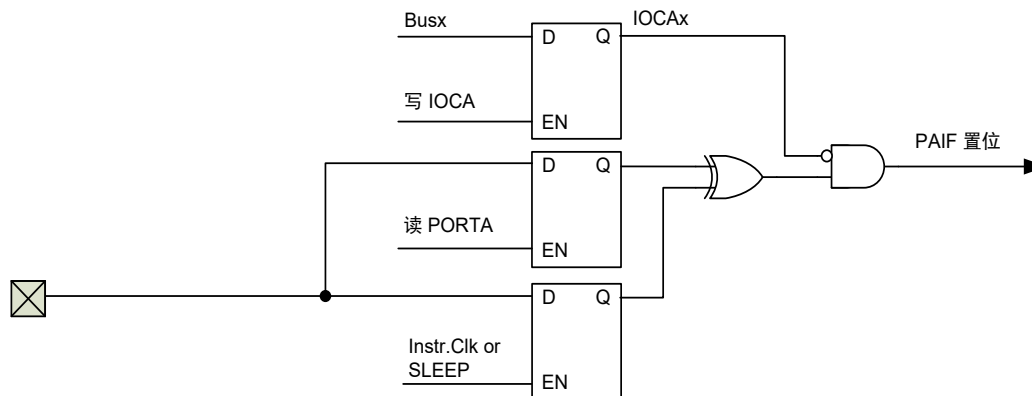 Busx
IOCAx
D Q
写 IOCA
EN
PAIF 置位
D Q
读 PORTA
EN
D Q
Instr.Clk or
SLEEP
EN